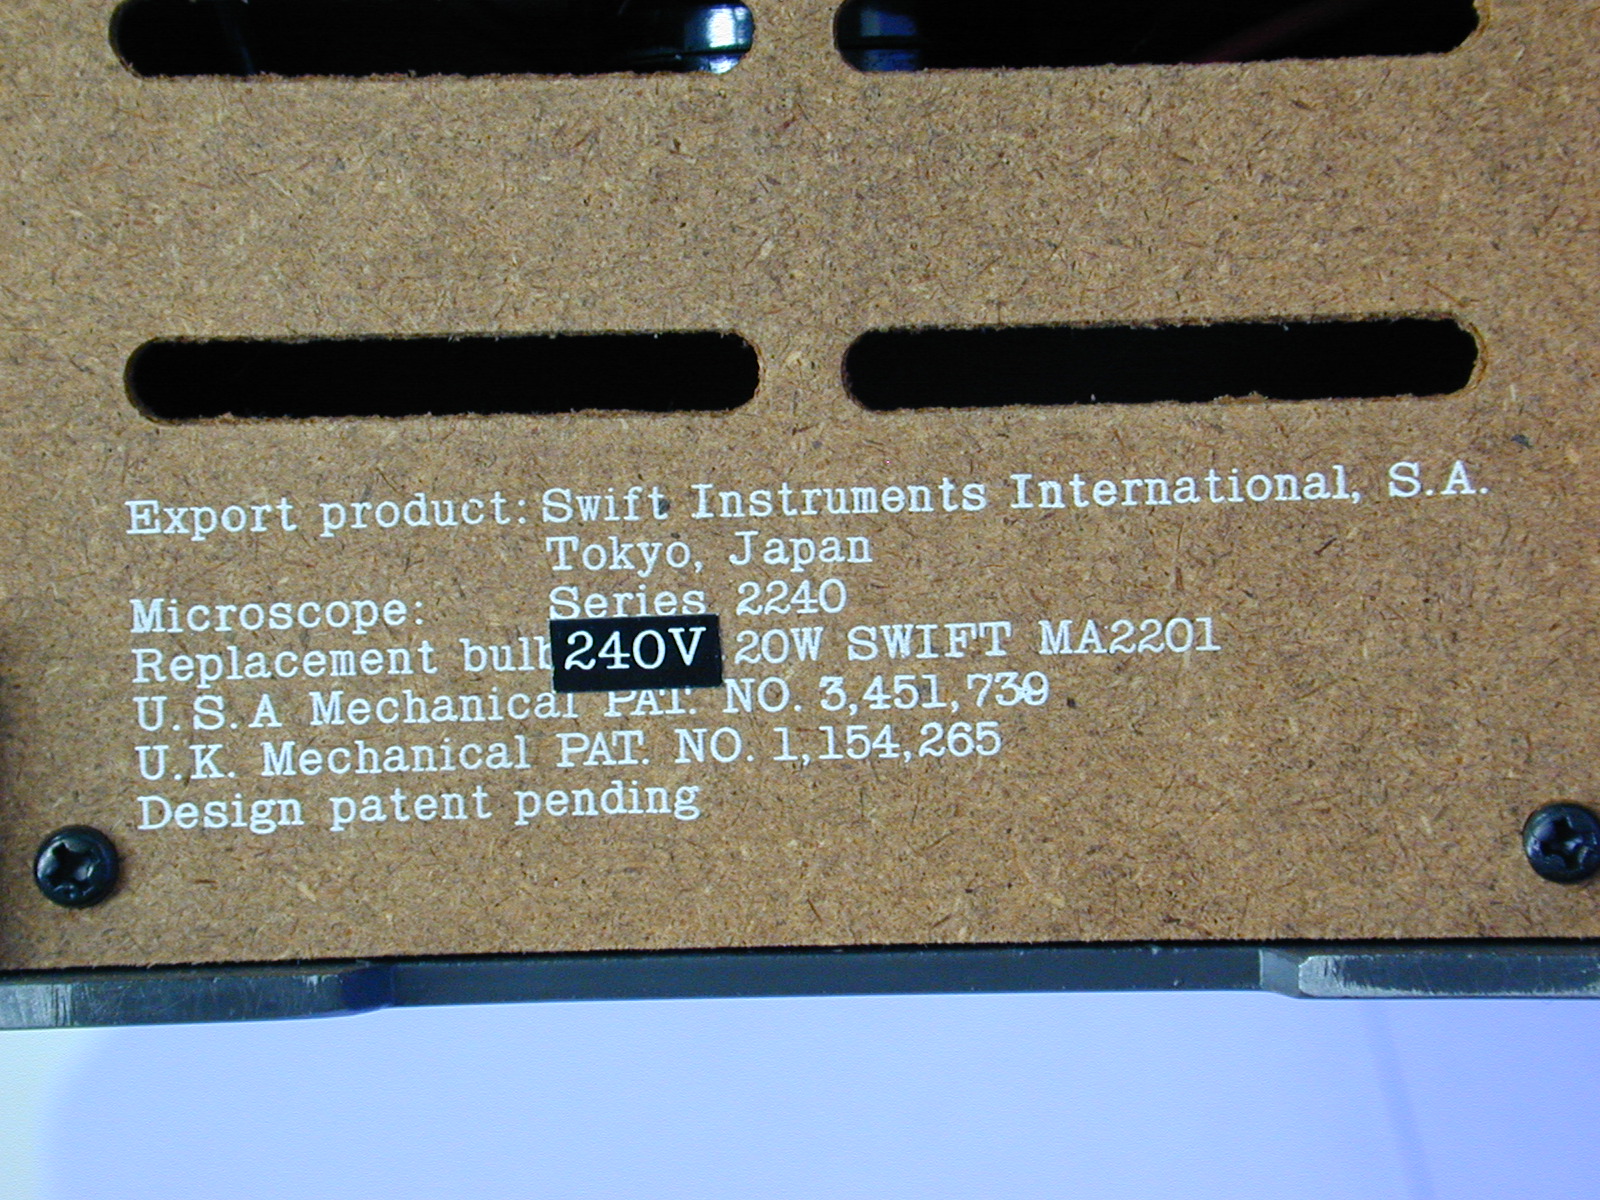 Export product: Swift Instruments International, S.A.
Tokyo, Japan
Microscope: Series 2240
Replacement bulb 240V 20W SWIFT MA2201
U.S.A Mechanical PAT. NO. 3,451,739
U.K. Mechanical PAT. NO. 1,154,265
Design patent pending